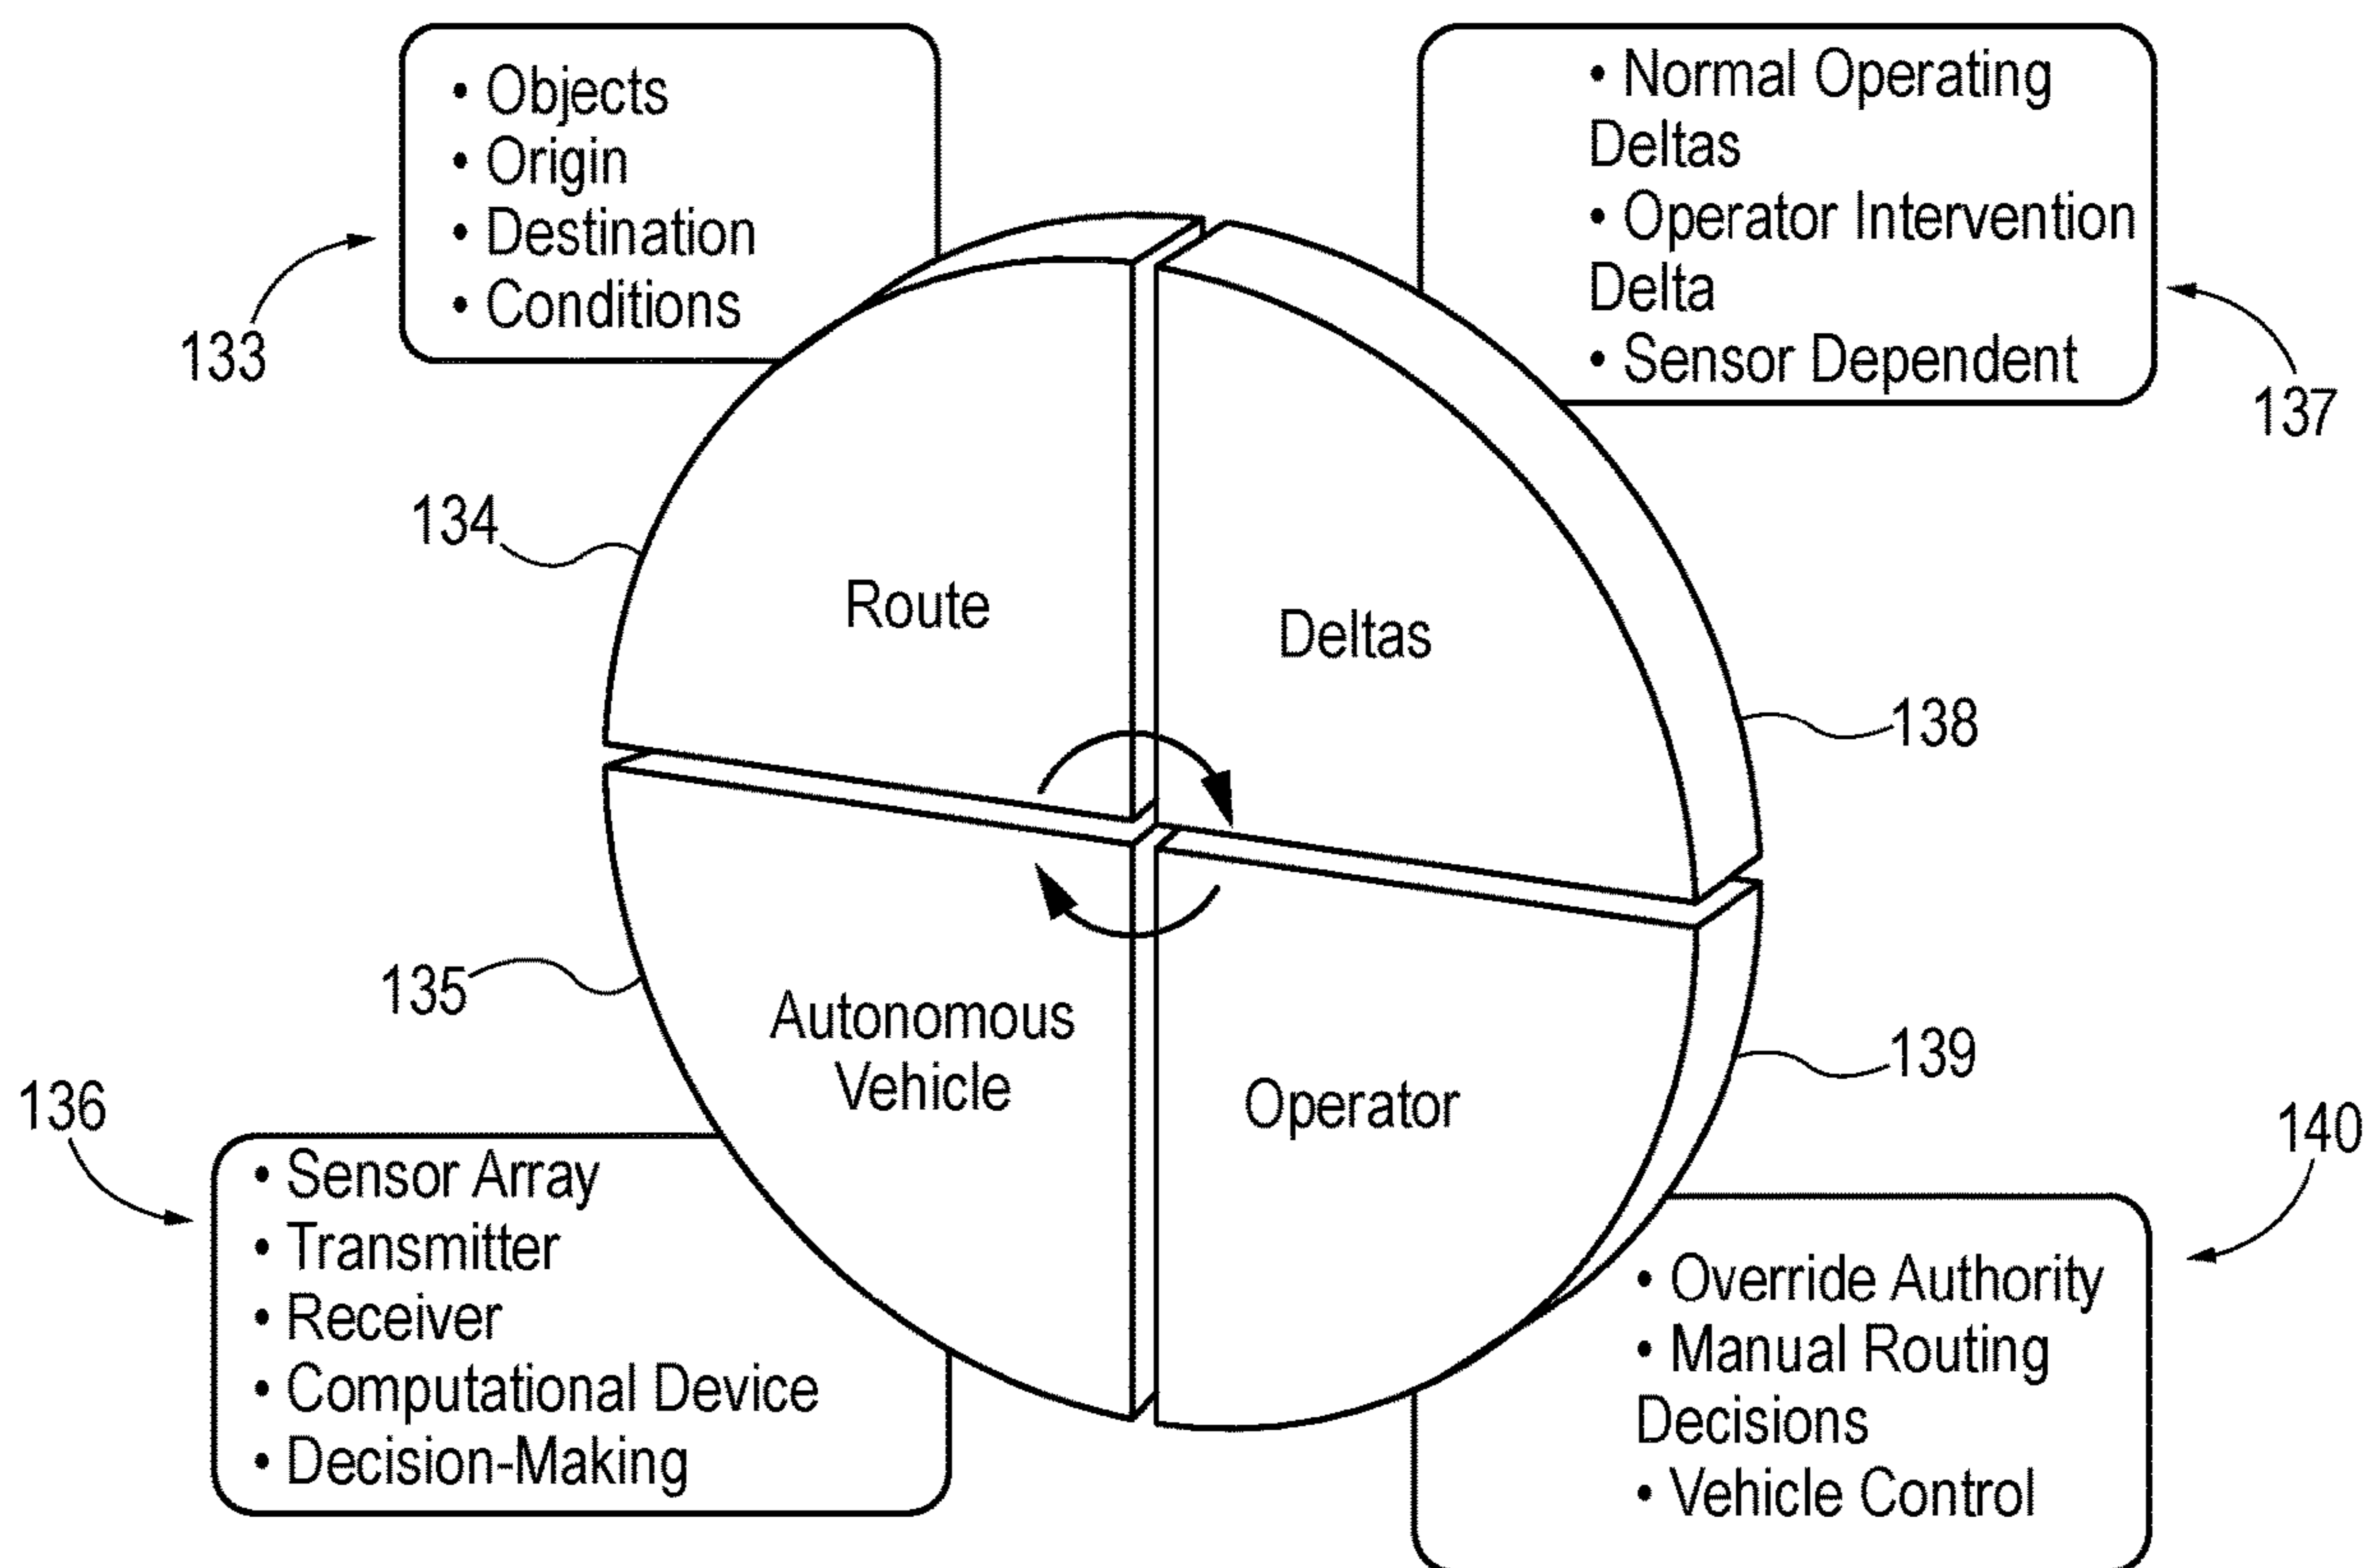 • Objects
• Origin
• Destination
• Conditions
133
• Normal Operating
Deltas
• Operator Intervention
Delta
• Sensor Dependent
137
134
Route
Deltas
138
135
Autonomous
Vehicle
Operator
139
136
• Sensor Array
• Transmitter
• Receiver
• Computational Device
• Decision-Making
140
• Override Authority
• Manual Routing
Decisions
• Vehicle Control